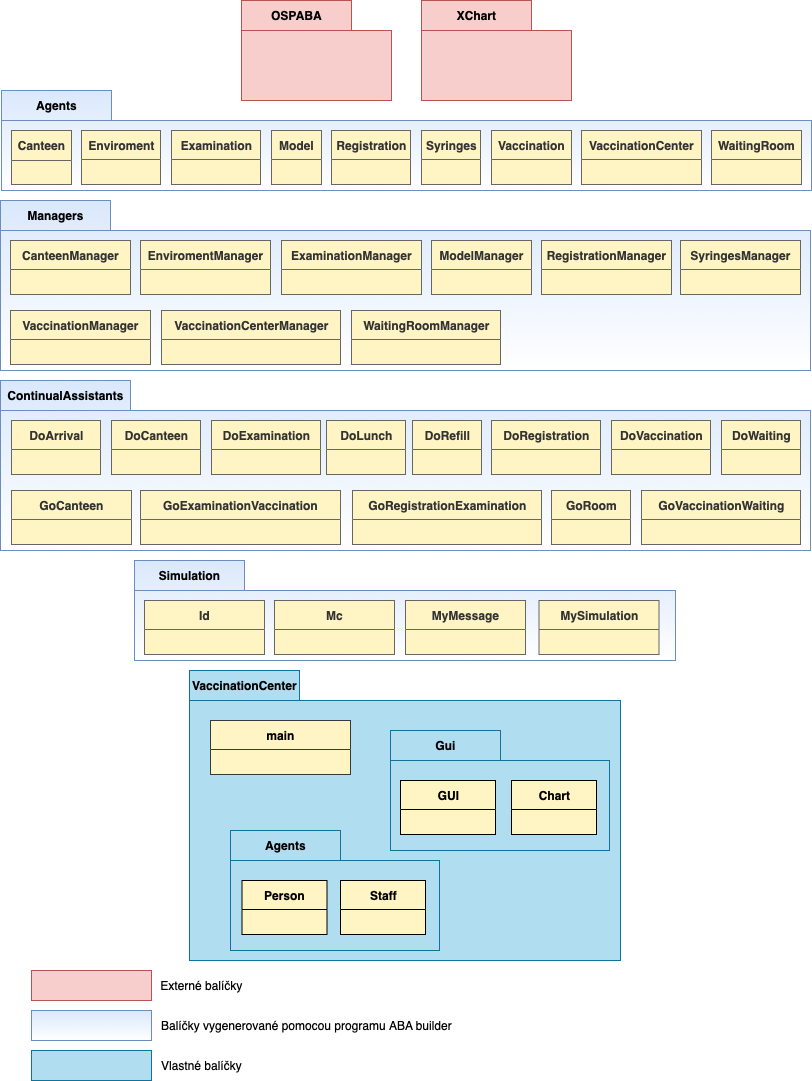 OSPABA XChart
Agents
Canteen Enviroment Examination Model Registration Syringes Vaccination VaccinationCenter WaitingRoom
Managers
CanteenManager EnviromentManager ExaminationManager ModelManager RegistrationManager SyringesManager
VaccinationManager VaccinationCenterManager WaitingRoomManager
ContinualAssistants
DoArrival DoCanteen DoExamination DoLunch DoRefill DoRegistration DoVaccination DoWaiting
GoCanteen GoExaminationVaccination GoRegistrationExamination GoRoom GoVaccinationWaiting
Simulation
Id Mc MyMessage MySimulation
VaccinationCenter
main
Gui
GUI Chart
Agents
Person Staff
Externé balíčky
Balíčky vygenerované pomocou programu ABA builder
Vlastné balíčky